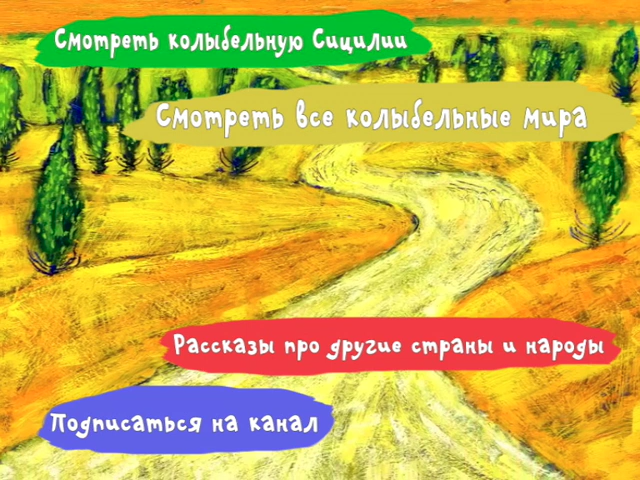 Смотреть колыбельную Сицилии
Смотреть все колыбельные мира
Рассказы про другие страны и народы
Подписаться на канал